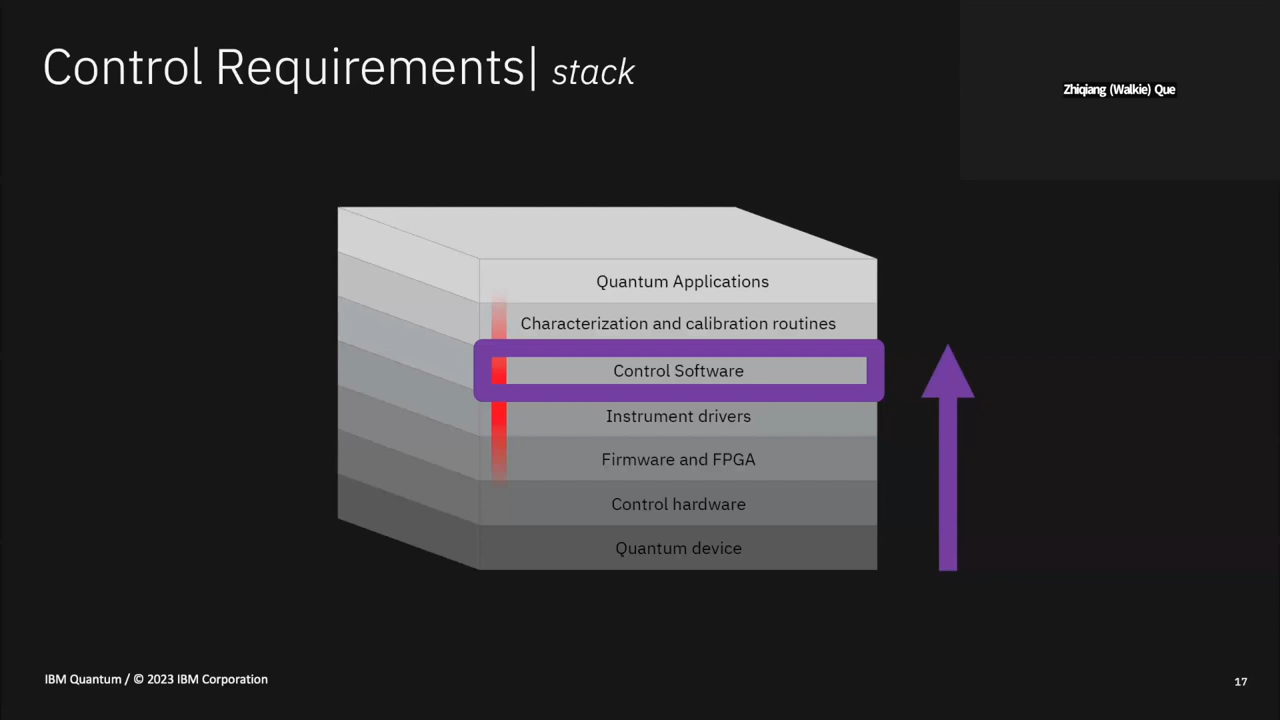 Control Requirements| stack
Zhiqiang (Walkie) Que
Quantum Applications
Characterization and calibration routines
Control Software
Instrument drivers
Firmware and FPGA
Control hardware
Quantum device
IBM Quantum / © 2023 IBM Corporation
17